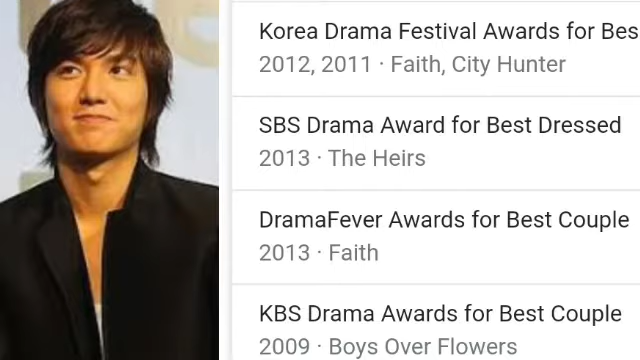 Korea Drama Festival Awards for Bes
2012, 2011 · Faith, City Hunter
SBS Drama Award for Best Dressed
2013 · The Heirs
DramaFever Awards for Best Couple
2013 · Faith
KBS Drama Awards for Best Couple
2009 · Boys Over Flowers